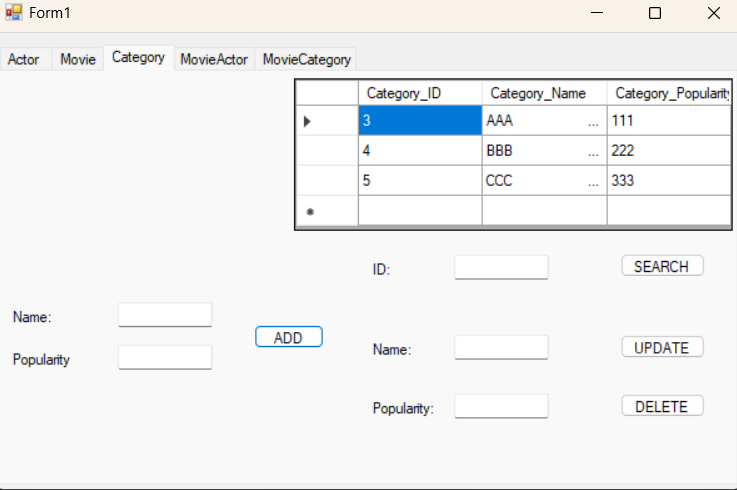 Form1
Actor Movie Category MovieActor MovieCategory
Category_ID Category_Name Category_Popularity
3 AAA ... 111
4 BBB ... 222
5 CCC ... 333
ID: SEARCH
Name:
ADD
Popularity
Name: UPDATE
Popularity: DELETE